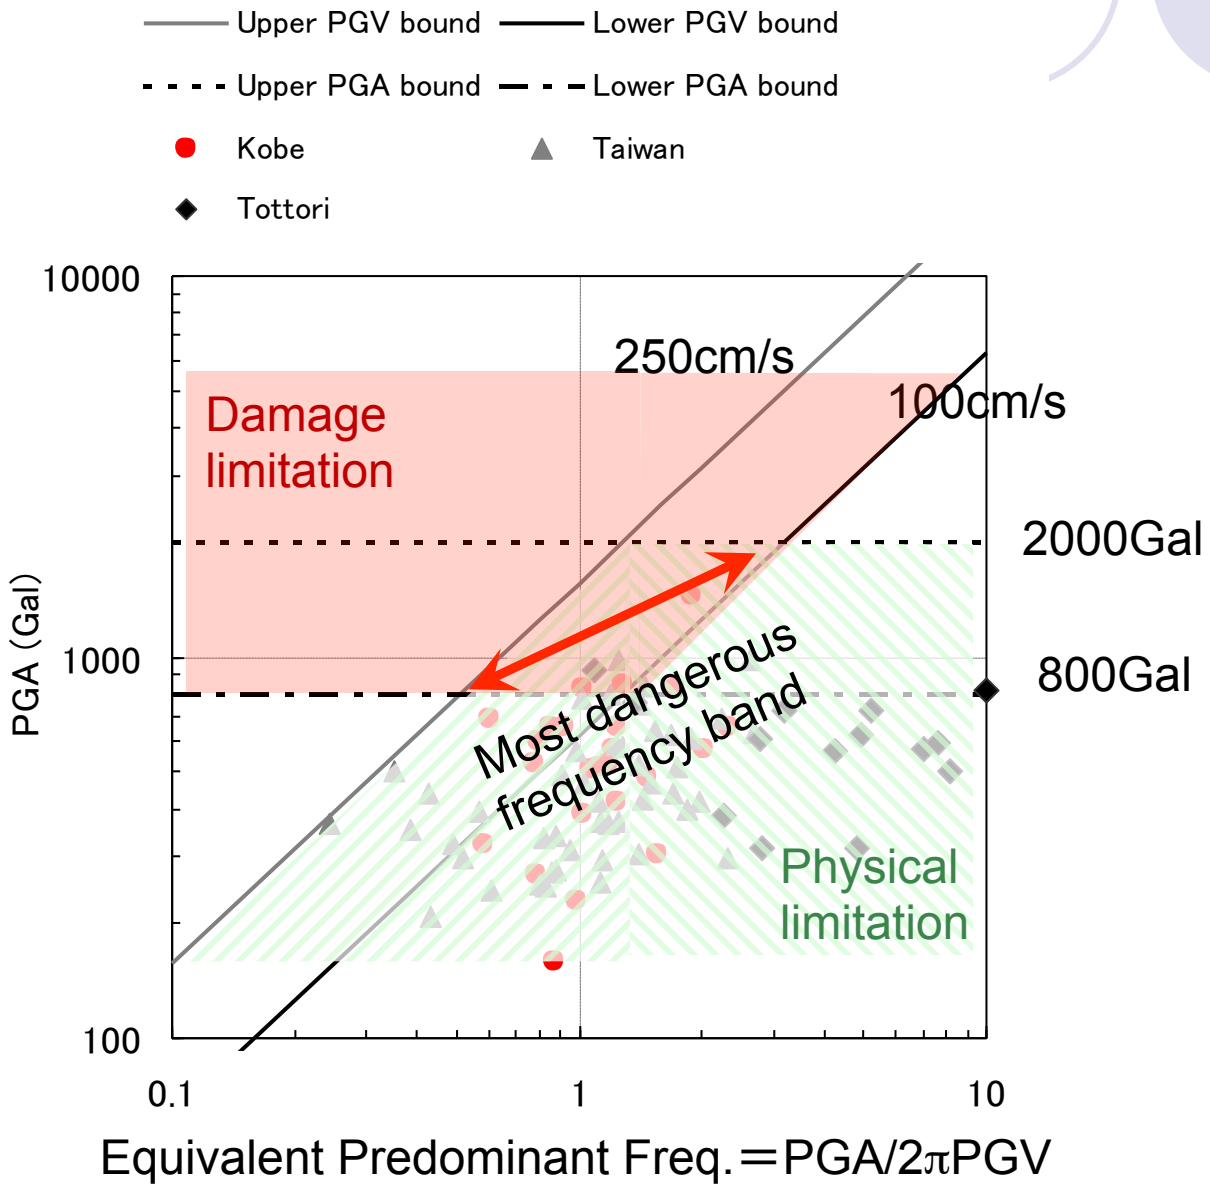 Upper PGV bound
Lower PGV bound
Upper PGA bound
Lower PGA bound
Kobe
Taiwan
Tottori
10000
250cm/s
100cm/s
Damage
limitation
2000Gal
PGA (Gal)
1000
800Gal
Most dangerous
frequency band
Physical
limitation
100
0.1
1
10
Equivalent Predominant Freq.=PGA/2πPGV